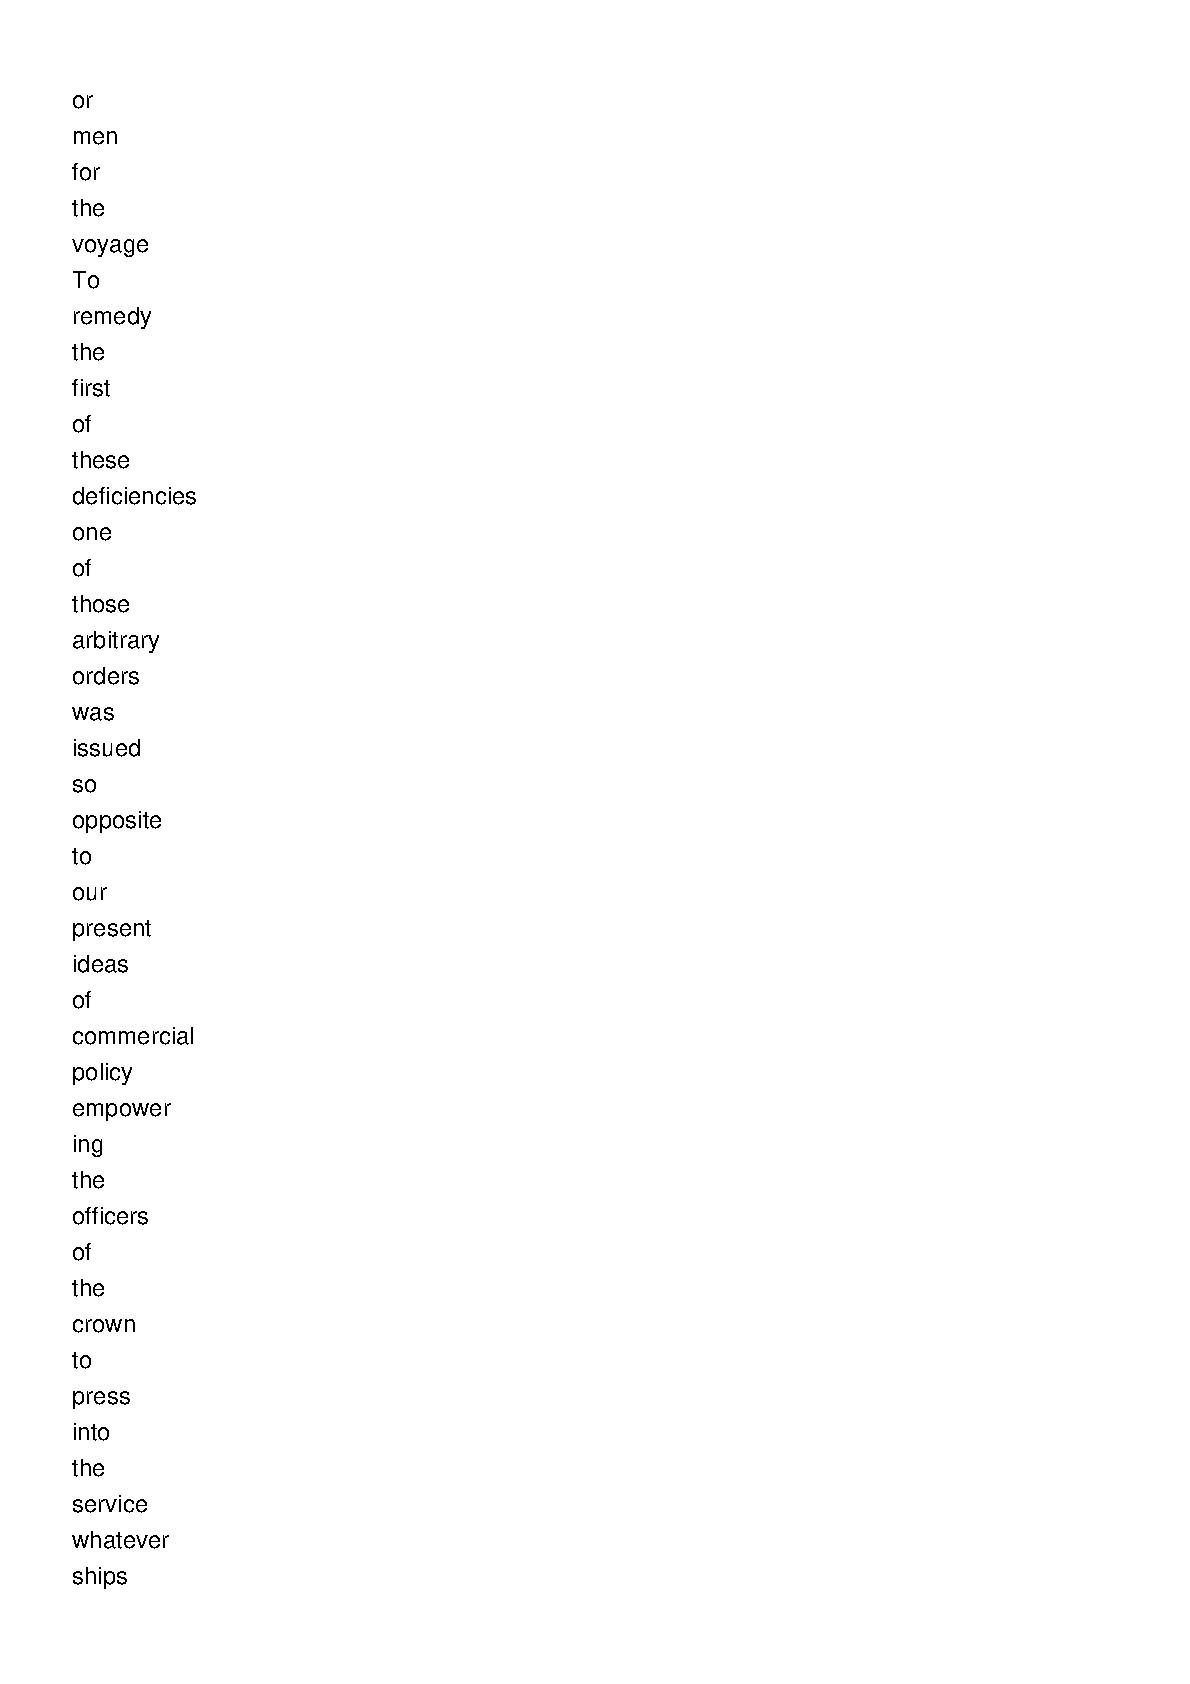 or
men
for
the
voyage
To
remedy
the
first
of
these
deficiencies
one
of
those
arbitrary
orders
was
issued
so
opposite
to
our
present
ideas
of
commercial
policy
empower
ing
the
officers
of
the
crown
to
press
into
the
service
whatever
ships